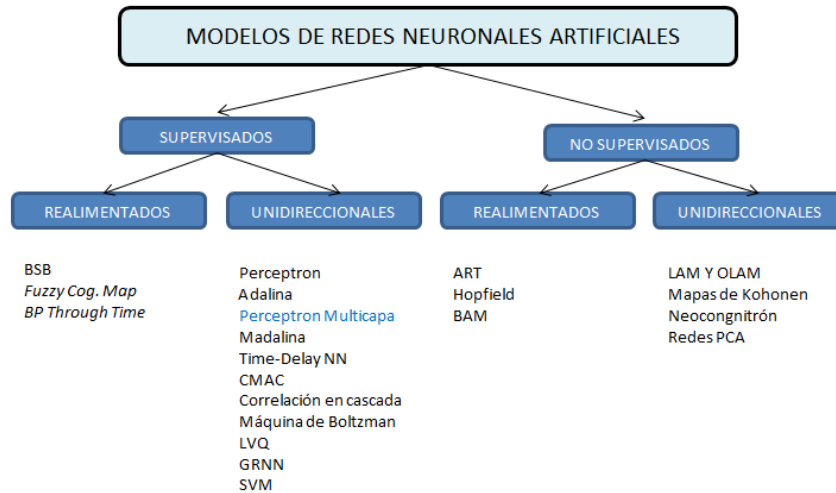 MODELOS DE REDES NEURONALES ARTIFICIALES
SUPERVISADOS
NO SUPERVISADOS
REALIMENTADOS
UNIDIRECCIONALES
REALIMENTADOS
UNIDIRECCIONALES
BSB
Fuzzy Cog. Map
BP Through Time
Perceptron
Adalina
Perceptron Multicapa
Madalina
Time-Delay NN
CMAC
Correlación en cascada
Máquina de Boltzman
LVQ
GRNN
SVM
ART
Hopfield
BAM
LAM Y OLAM
Mapas de Kohonen
Neocongnitrón
Redes PCA